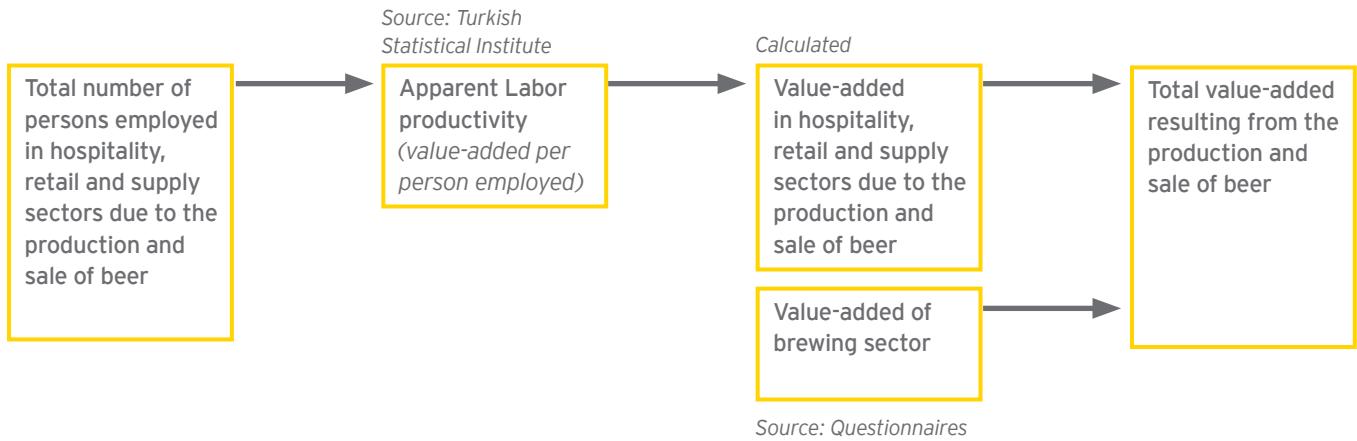 Total number of
persons employed
in hospitality,
retail and supply
sectors due to the
production and
sale of beer
Source: Turkish
Statistical Institute
Apparent Labor
productivity
(value-added per
person employed)
Calculated
Value-added
in hospitality,
retail and supply
sectors due to the
production and
sale of beer
Value-added of
brewing sector
Source: Questionnaires
Total value-added
resulting from the
production and
sale of beer